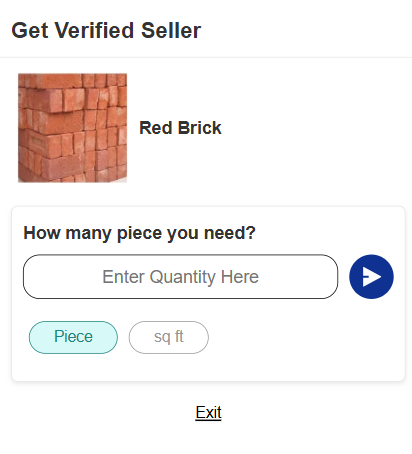 Get Verified Seller
Red Brick
How many piece you need?
Enter Quantity Here
Piece
sq ft
Exit